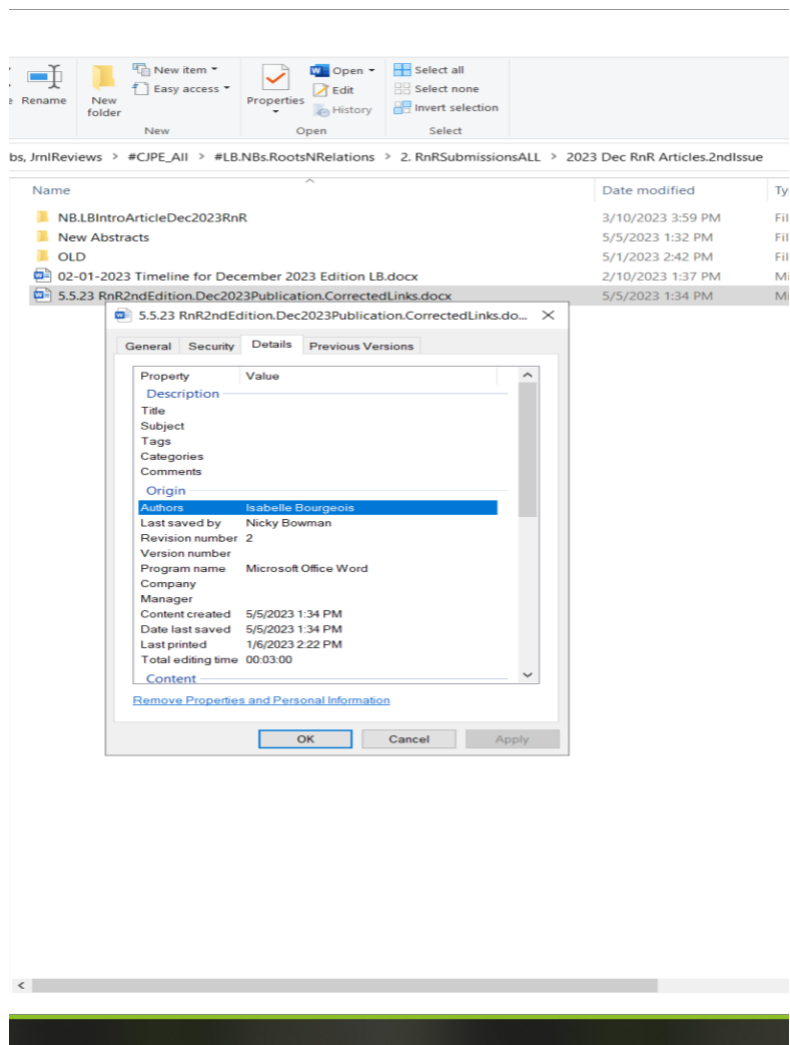 Rename
New folder
New item
Easy access
New
Properties
Open
Edit
History
Open
Select all
Select none
Invert selection
Select
bs, JrnlReviews > #CJPE_All > #LB.NBs.RootsNRelations > 2. RnRSubmissionsALL > 2023 Dec RnR Articles.2ndIssue
Name Date modified Ty
NB.LBIntroArticleDec2023RnR 3/10/2023 3:59 PM Fil
New Abstracts 5/5/2023 1:32 PM Fil
OLD 5/1/2023 2:42 PM Fil
02-01-2023 Timeline for December 2023 Edition LB.docx 2/10/2023 1:37 PM Mi
5.5.23 RnR2ndEdition.Dec2023Publication.CorrectedLinks.docx 5/5/2023 1:34 PM Mi
5.5.23 RnR2ndEdition.Dec2023Publication.CorrectedLinks.do...
General Security Details Previous Versions
Property Value
Description
Title
Subject
Tags
Categories
Comments
Origin
Authors Isabelle Bourgeois
Last saved by Nicky Bowman
Revision number 2
Version number
Program name Microsoft Office Word
Company
Manager
Content created 5/5/2023 1:34 PM
Date last saved 5/5/2023 1:34 PM
Last printed 1/6/2023 2:22 PM
Total editing time 00:03:00
Content
Remove Properties and Personal Information
OK Cancel Apply